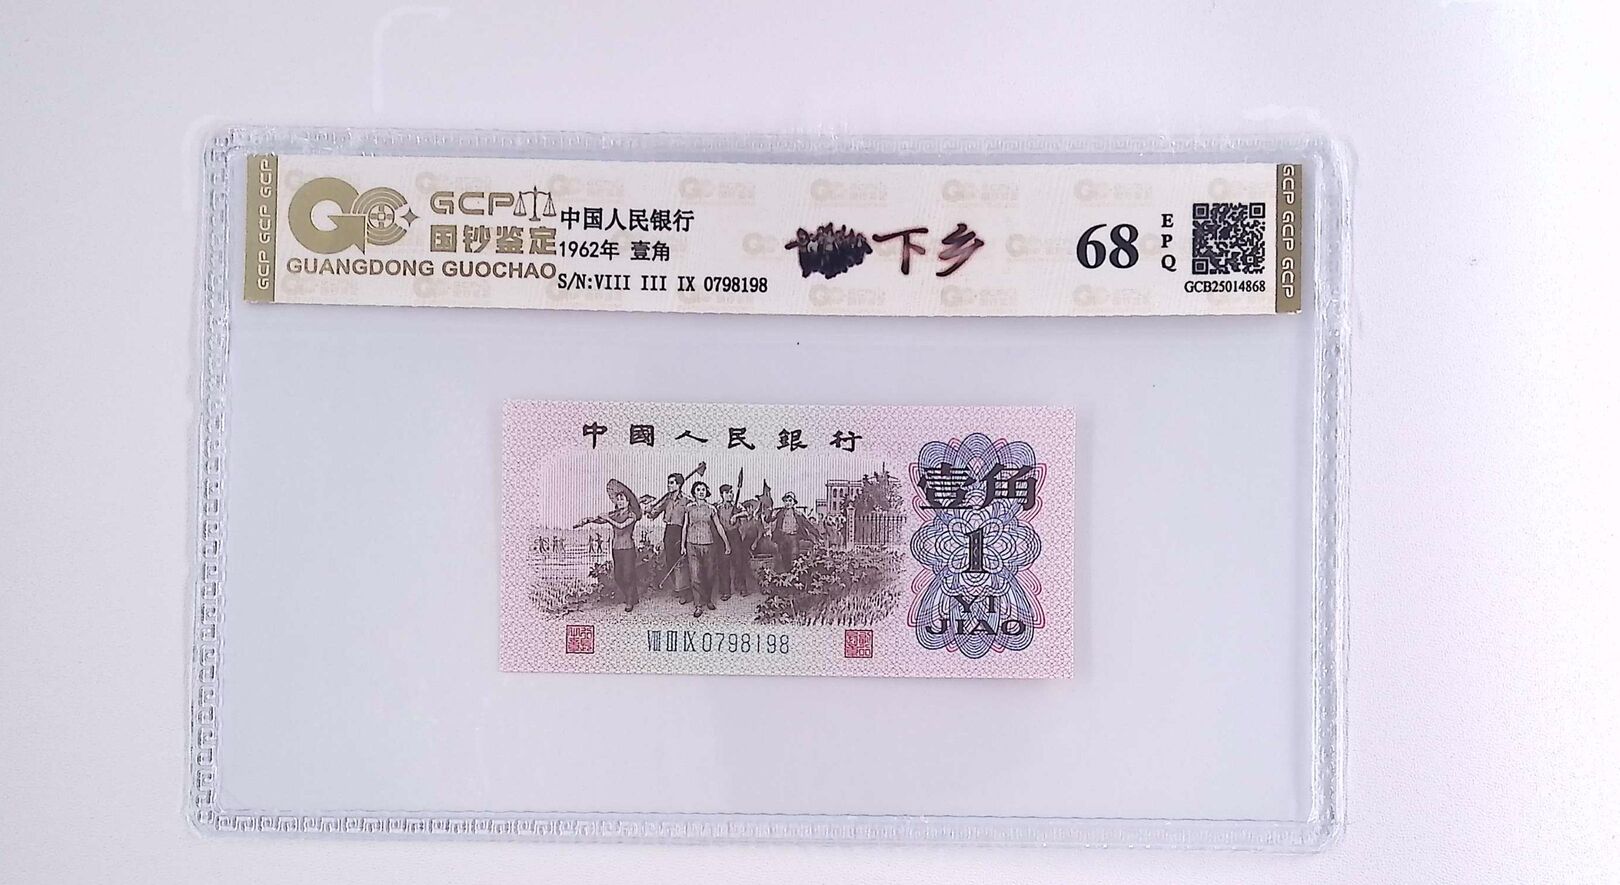 GCP GCP GCP
GCP
国钞鉴定
GUANGDONG GUOCHAO
中国人民银行
1962年 壹角
S/N:VIII III IX 0798198
下乡
68
EPQ
GCB25014868
GCP GCP GCP
中國人民銀行
壹角
1
YI
JIAO
VIII III IX 0798198